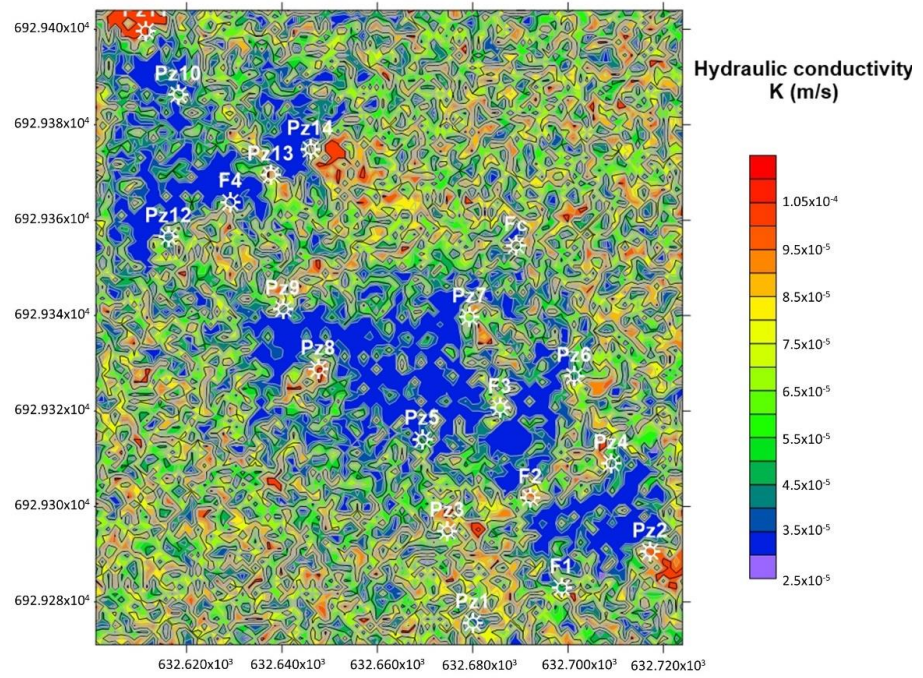 692.940x10⁴
692.938x10⁴
692.936x10⁴
692.934x10⁴
692.932x10⁴
692.930x10⁴
692.928x10⁴
Pz10
Pz14
Pz13
F4
Pz12
Fc
Pz9
Pz7
Pz8
Pz6
F3
Pz5
Pz4
F2
Pz3
Pz2
F1
Pz1
632.620x10³
632.640x10³
632.660x10³
632.680x10³
632.700x10³
632.720x10³
Hydraulic conductivity
K (m/s)
1.05x10⁻⁴
9.5x10⁻⁵
8.5x10⁻⁵
7.5x10⁻⁵
6.5x10⁻⁵
5.5x10⁻⁵
4.5x10⁻⁵
3.5x10⁻⁵
2.5x10⁻⁵